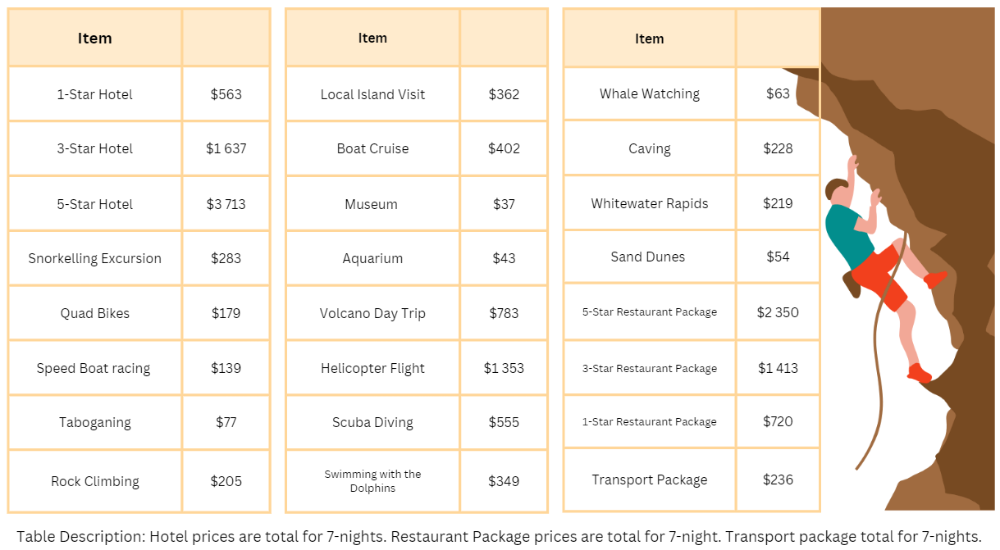 Item
1-Star Hotel $563
3-Star Hotel $1 637
5-Star Hotel $3 713
Snorkelling Excursion $283
Quad Bikes $179
Speed Boat racing $139
Taboganing $77
Rock Climbing $205
Item
Local Island Visit $362
Boat Cruise $402
Museum $37
Aquarium $43
Volcano Day Trip $783
Helicopter Flight $1 353
Scuba Diving $555
Swimming with the
Dolphins $349
Item
Whale Watching $63
Caving $228
Whitewater Rapids $219
Sand Dunes $54
5-Star Restaurant Package $2 350
3-Star Restaurant Package $1 413
1-Star Restaurant Package $720
Transport Package $236
Table Description: Hotel prices are total for 7-nights. Restaurant Package prices are total for 7-night. Transport package total for 7-nights.